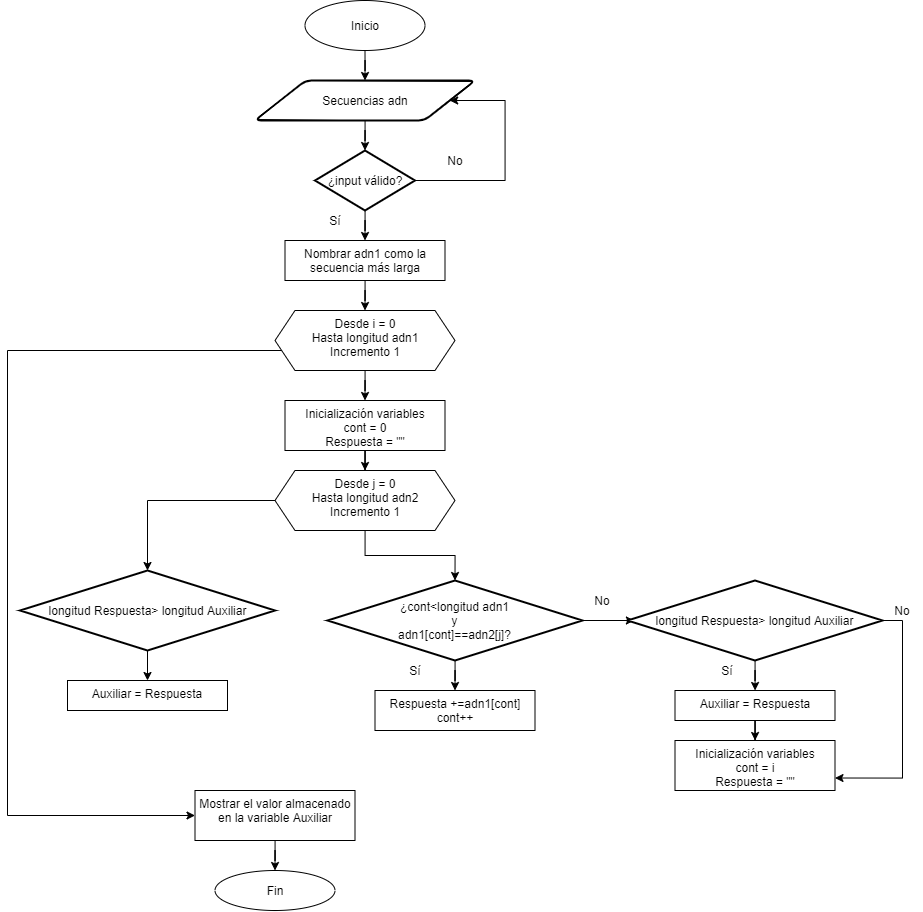 Inicio
Secuencias adn
No
¿input válido?
Sí
Nombrar adn1 como la
secuencia más larga
Desde i = 0
Hasta longitud adn1
Incremento 1
Inicialización variables
cont = 0
Respuesta = ""
Desde j = 0
Hasta longitud adn2
Incremento 1
longitud Respuesta> longitud Auxiliar
Auxiliar = Respuesta
¿cont<longitud adn1
y
adn1[cont]==adn2[j]?
No
Sí
Respuesta +=adn1[cont]
cont++
longitud Respuesta> longitud Auxiliar
No
Sí
Auxiliar = Respuesta
Inicialización variables
cont = i
Respuesta = ""
Mostrar el valor almacenado
en la variable Auxiliar
Fin